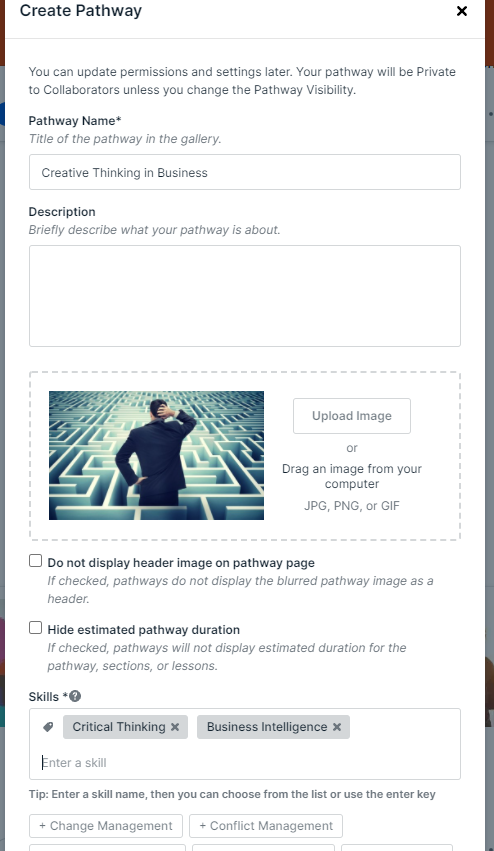 Create Pathway
You can update permissions and settings later. Your pathway will be Private
to Collaborators unless you change the Pathway Visibility.
Pathway Name*
Title of the pathway in the gallery.
Creative Thinking in Business
Description
Briefly describe what your pathway is about.
Upload Image
or
Drag an image from your
computer
JPG, PNG, or GIF
Do not display header image on pathway page
If checked, pathways do not display the blurred pathway image as a
header.
Hide estimated pathway duration
If checked, pathways will not display estimated duration for the
pathway, sections, or lessons.
Skills *
Critical Thinking Business Intelligence
Enter a skill
Tip: Enter a skill name, then you can choose from the list or use the enter key
+ Change Management + Conflict Management